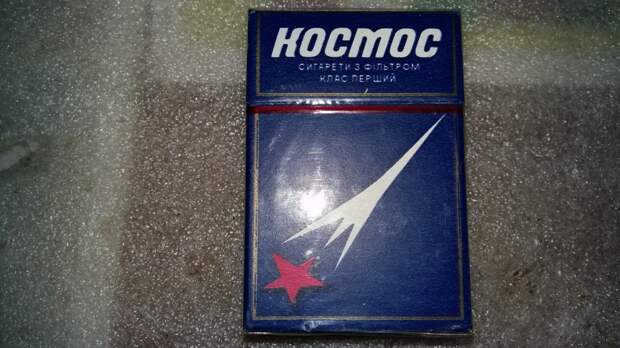 КОСМОС
СИГАРЕТИ З ФІЛЬТРОМ
КЛАС ПЕРШИЙ